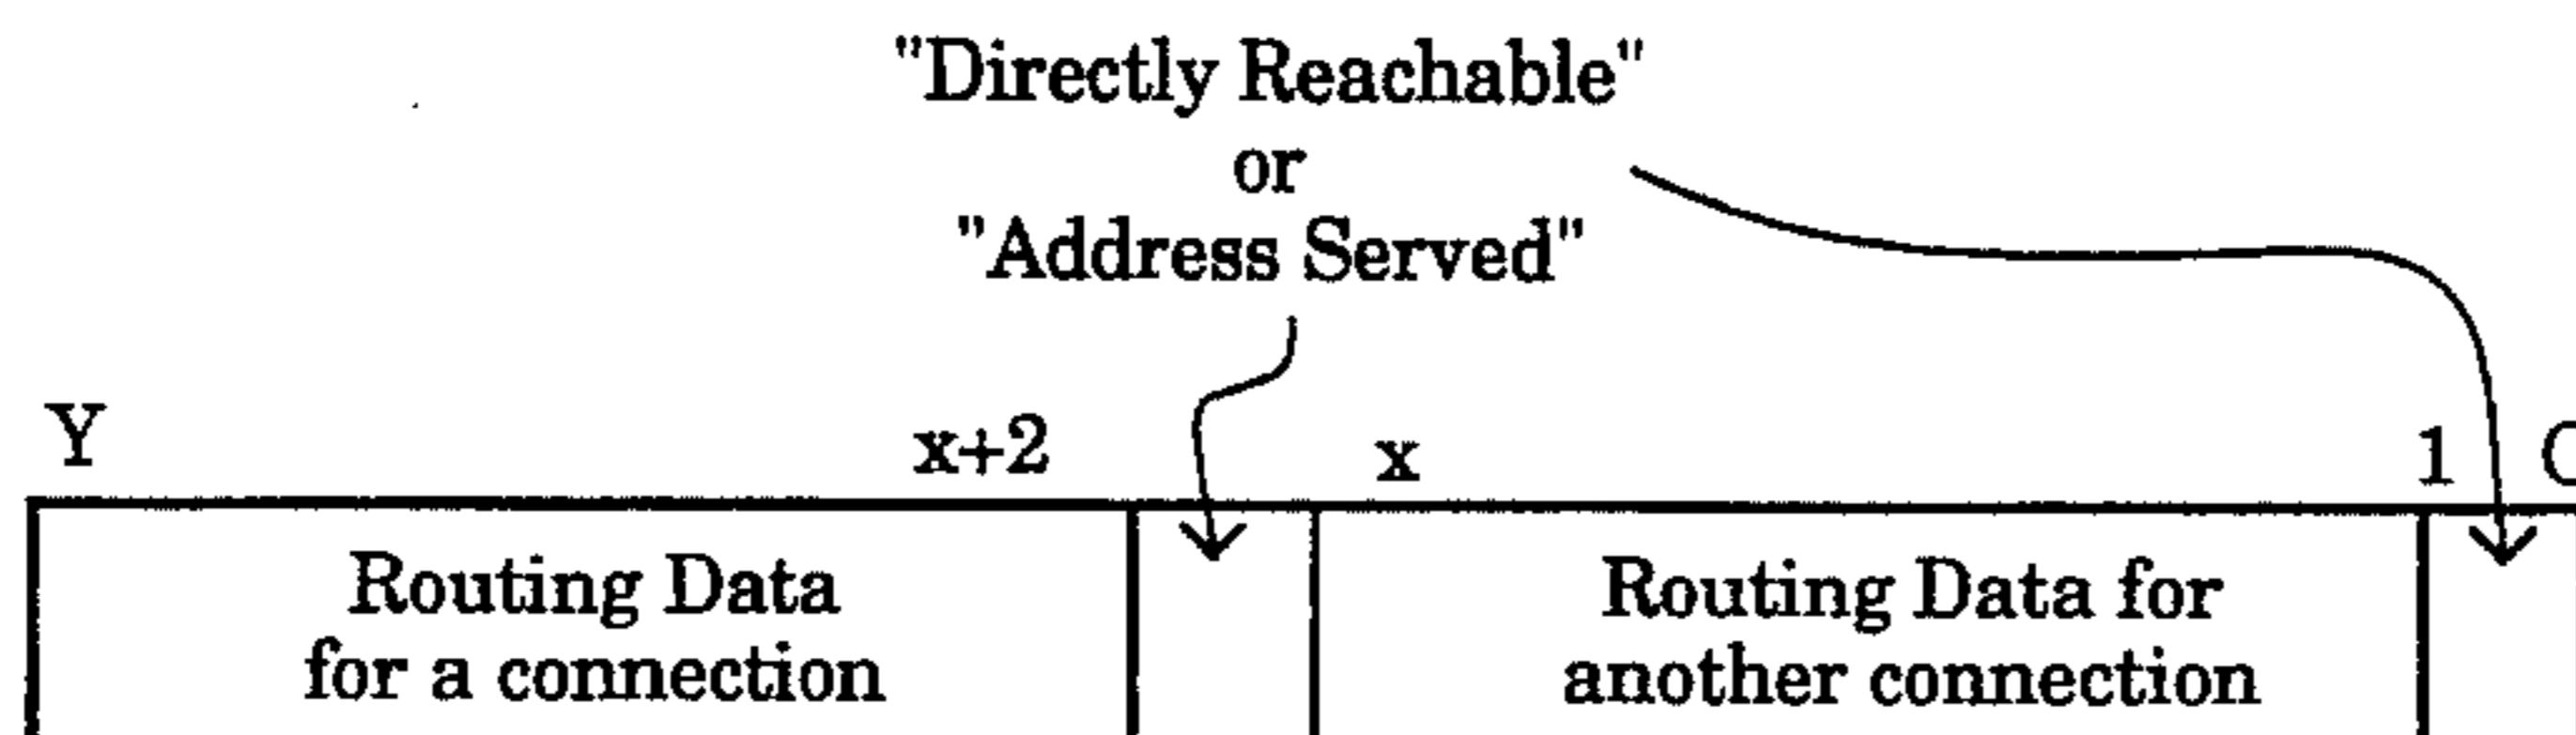 "Directly Reachable"
or
"Address Served"
Y x+2 x 1
Routing Data Routing Data for
for a connection another connection